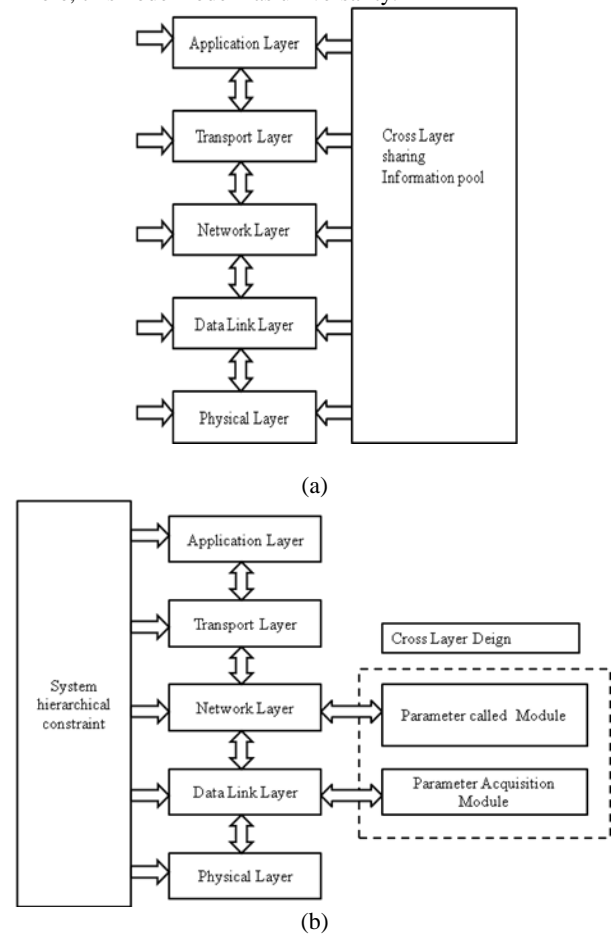 Application Layer
Transport Layer
Cross Layer
sharing
Information pool
Network Layer
Data Link Layer
Physical Layer
(a)
Application Layer
Transport Layer
Cross Layer Deign
System
hierarchical
constraint
Network Layer
Parameter called Module
Data Link Layer
Parameter Acquisition
Module
Physical Layer
(b)